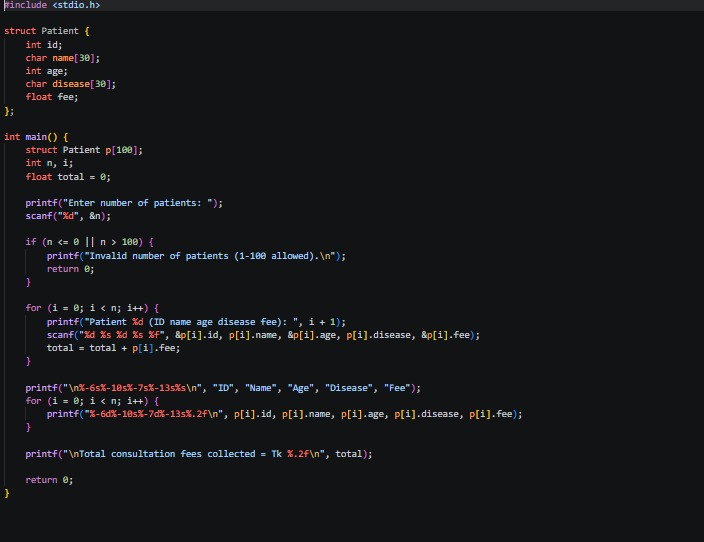 #include <stdio.h>
struct Patient {
    int id;
    char name[30];
    int age;
    char disease[30];
    float fee;
};
int main() {
    struct Patient p[100];
    int n, i;
    float total = 0;
    printf("Enter number of patients: ");
    scanf("%d", &n);
    if (n <= 0 || n > 100) {
        printf("Invalid number of patients (1-100 allowed).\n");
        return 0;
    }
    for (i = 0; i < n; i++) {
        printf("Patient %d (ID name age disease fee): ", i + 1);
        scanf("%d %s %d %s %f", &p[i].id, p[i].name, &p[i].age, p[i].disease, &p[i].fee);
        total = total + p[i].fee;
    }
    printf("\n%-6s%-10s%-7s%-13s%s\n", "ID", "Name", "Age", "Disease", "Fee");
    for (i = 0; i < n; i++) {
        printf("%-6d%-10s%-7d%-13s%.2f\n", p[i].id, p[i].name, p[i].age, p[i].disease, p[i].fee);
    }
    printf("\nTotal consultation fees collected = Tk %.2f\n", total);
    return 0;
}